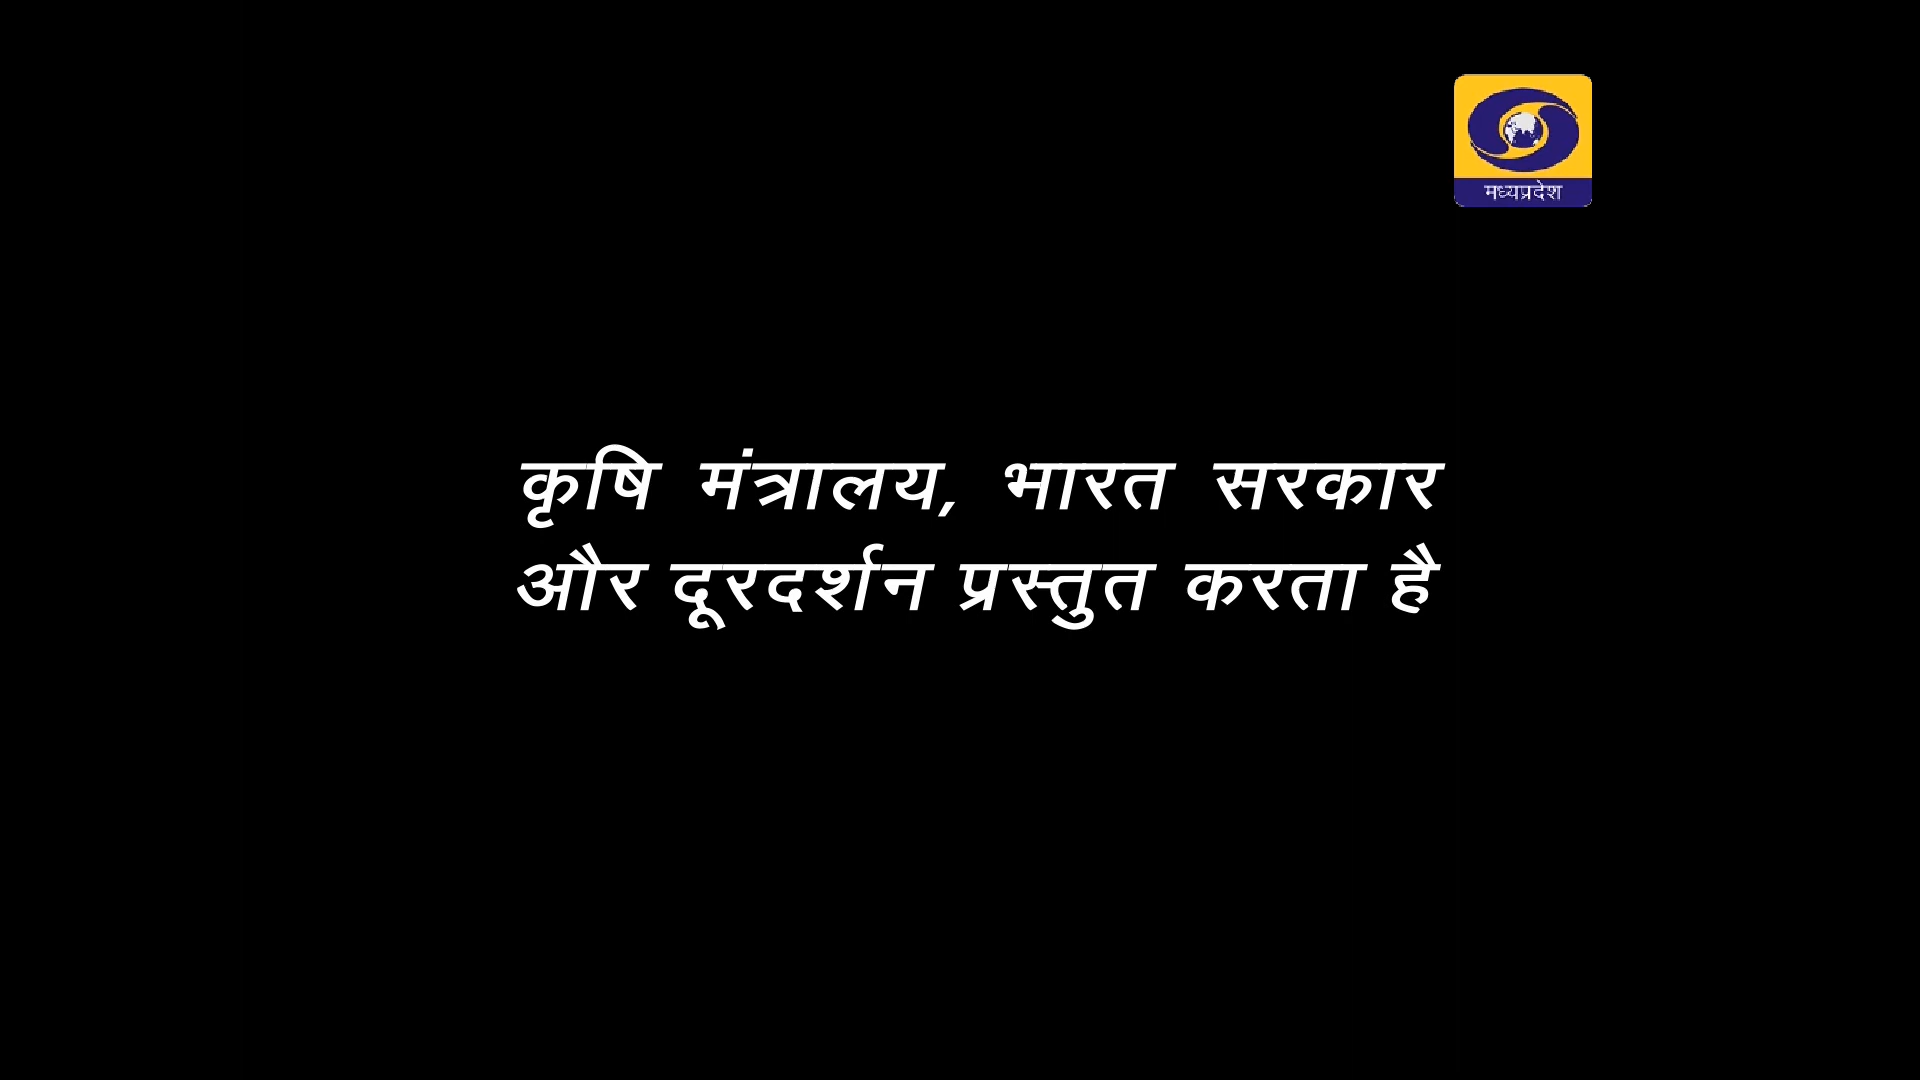 मध्यप्रदेश
कृषि मंत्रालय, भारत सरकार
और दूरदर्शन प्रस्तुत करता है